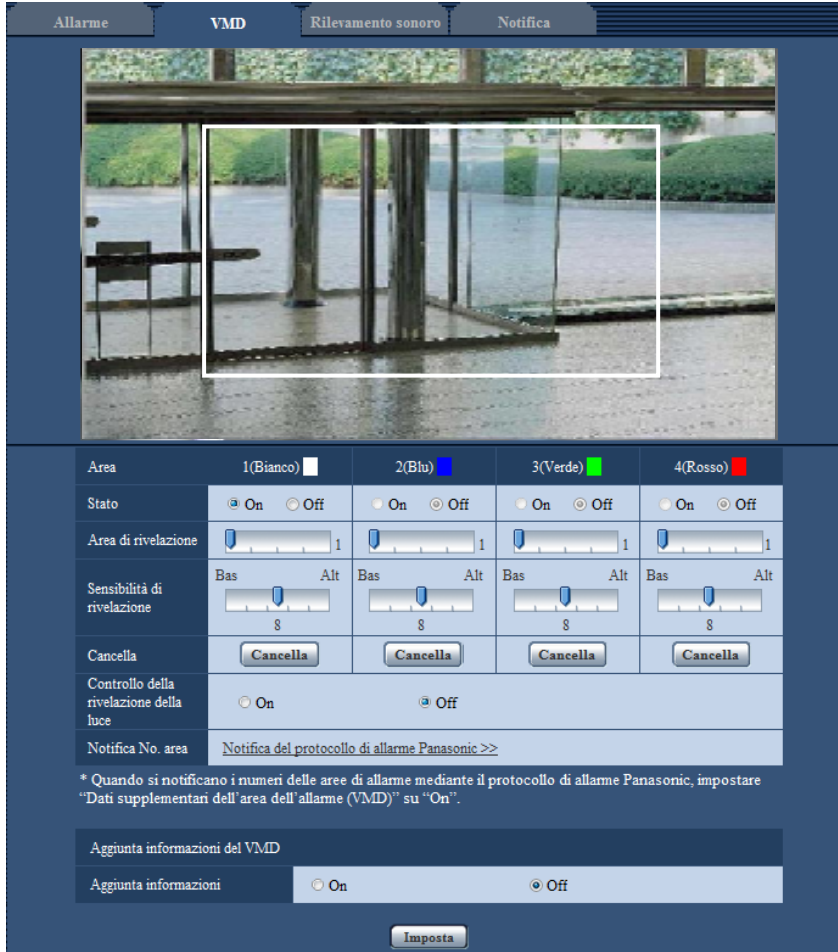 Allarme VMD Rilevamento sonoro Notifica
Area 1(Bianco) 2(Blu) 3(Verde) 4(Rosso)
Stato On Off On Off On Off On Off
Area di rivelazione 1 1 1 1
Sensibilità di
rivelazione
Bas Alt Bas Alt Bas Alt Bas Alt
8 8 8 8
Cancella Cancella Cancella Cancella Cancella
Controllo della
rivelazione della
luce
On Off
Notifica No. area Notifica del protocollo di allarme Panasonic >>
* Quando si notificano i numeri delle aree di allarme mediante il protocollo di allarme Panasonic, impostare
“Dati supplementari dell’area dell’allarme (VMD)” su “On”.
Aggiunta informazioni del VMD
Aggiunta informazioni On Off
Imposta